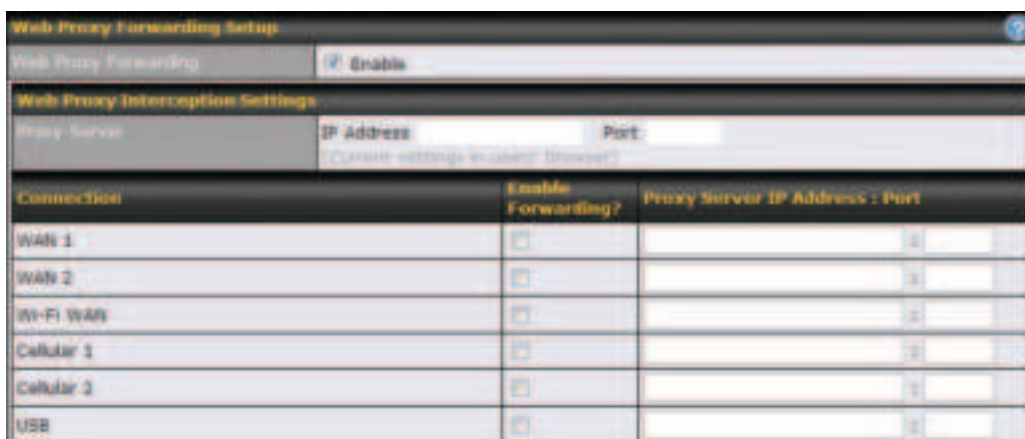 Web Proxy Forwarding Setup
Web Proxy Forwarding Enable
Web Proxy Interception Settings
Proxy Server IP Address Port
(Current settings in users' browser)
Connection Enable Forwarding? Proxy Server IP Address : Port
WAN 1 :
WAN 2 :
Wi-Fi WAN :
Cellular 1 :
Cellular 2 :
USB :